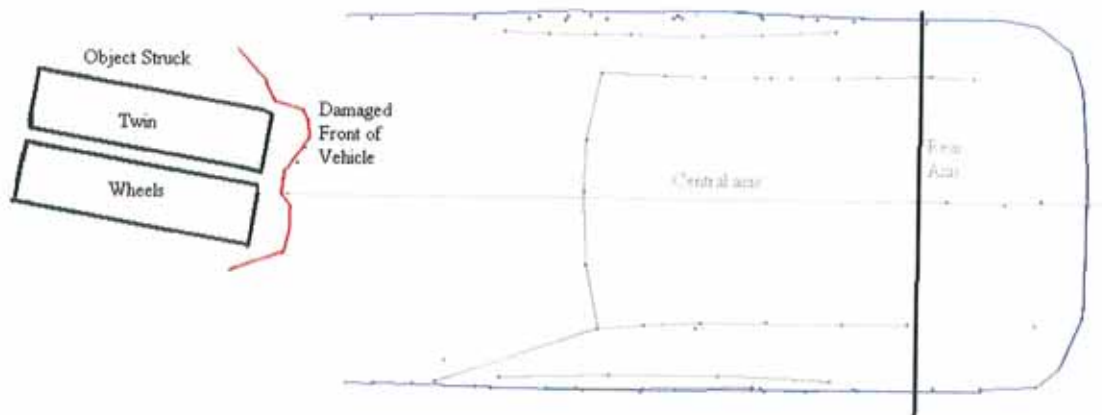 Object Struck
Twin
Wheels
Damaged
Front of
Vehicle
Central axis
Rear
Axis